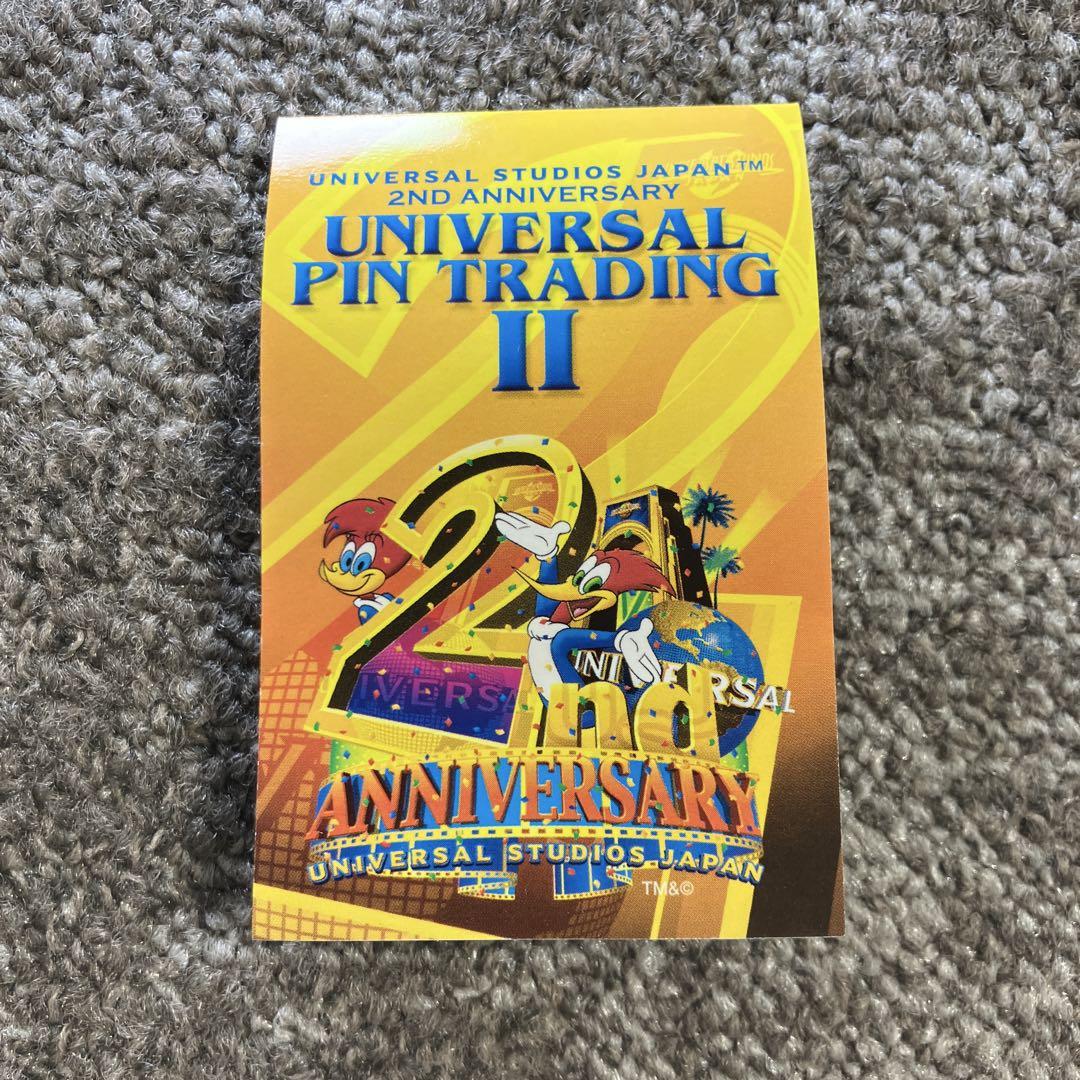 UNIVERSAL STUDIOS JAPAN™
2ND ANNIVERSARY
UNIVERSAL
PIN TRADING
II
2nd
UNIVERSAL
ANNIVERSARY
UNIVERSAL STUDIOS JAPAN
TM&©